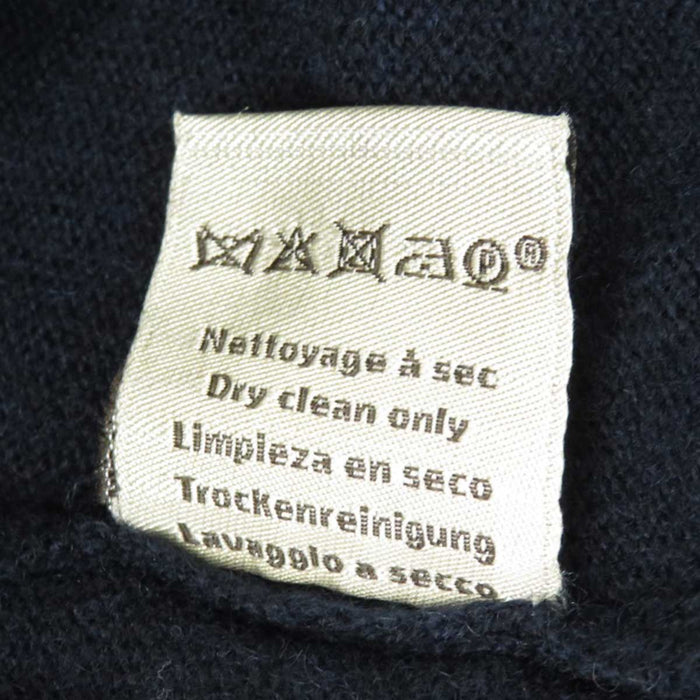 P ®
Nettoyage à sec
Dry clean only
Limpieza en seco
Trockenreinigung
Lavaggio a secco